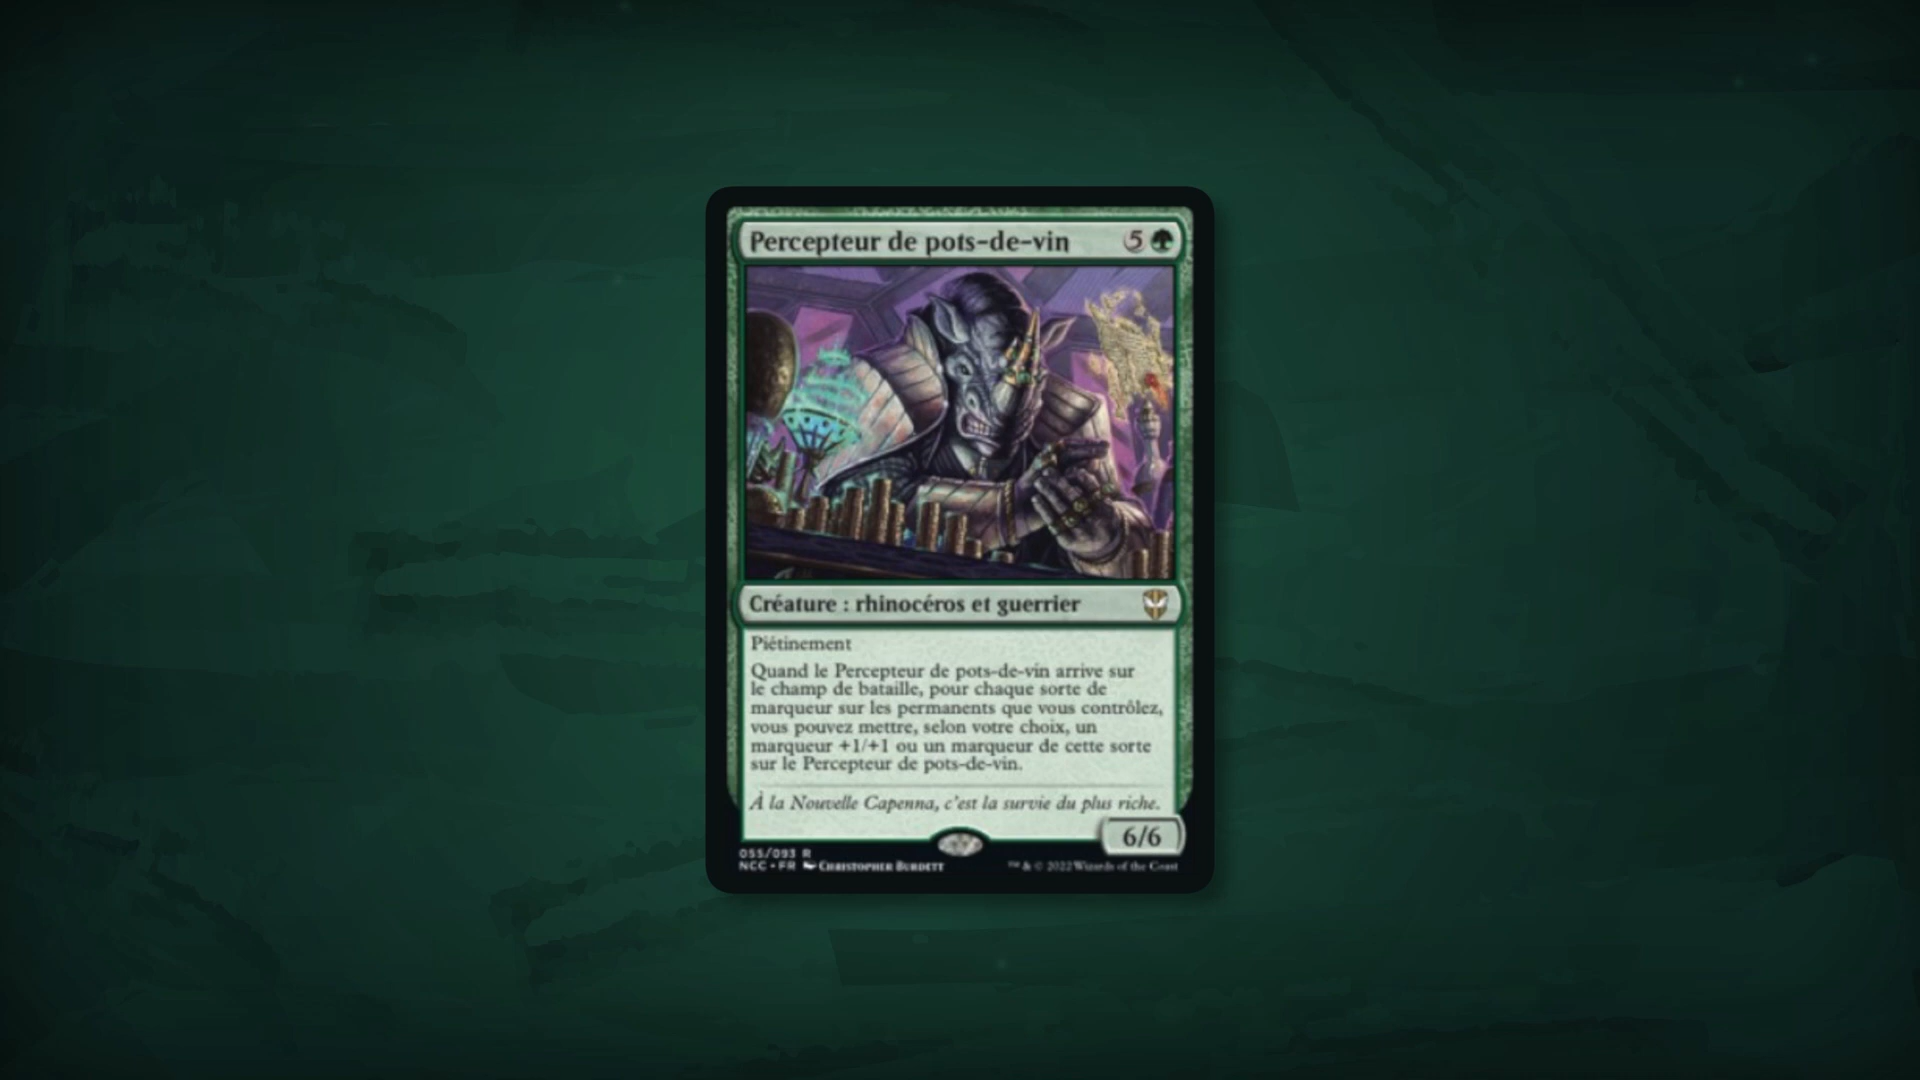 Percepteur de pots-de-vin 5
Créature : rhinocéros et guerrier
Piétinement
Quand le Percepteur de pots-de-vin arrive sur
le champ de bataille, pour chaque sorte de
marqueur sur les permanents que vous contrôlez,
vous pouvez mettre, selon votre choix, un
marqueur +1/+1 ou un marqueur de cette sorte
sur le Percepteur de pots-de-vin.
À la Nouvelle Capenna, c'est la survie du plus riche.
6/6
055/093 R
NCC • FR Christopher Burdett
™ & © 2022 Wizards of the Coast